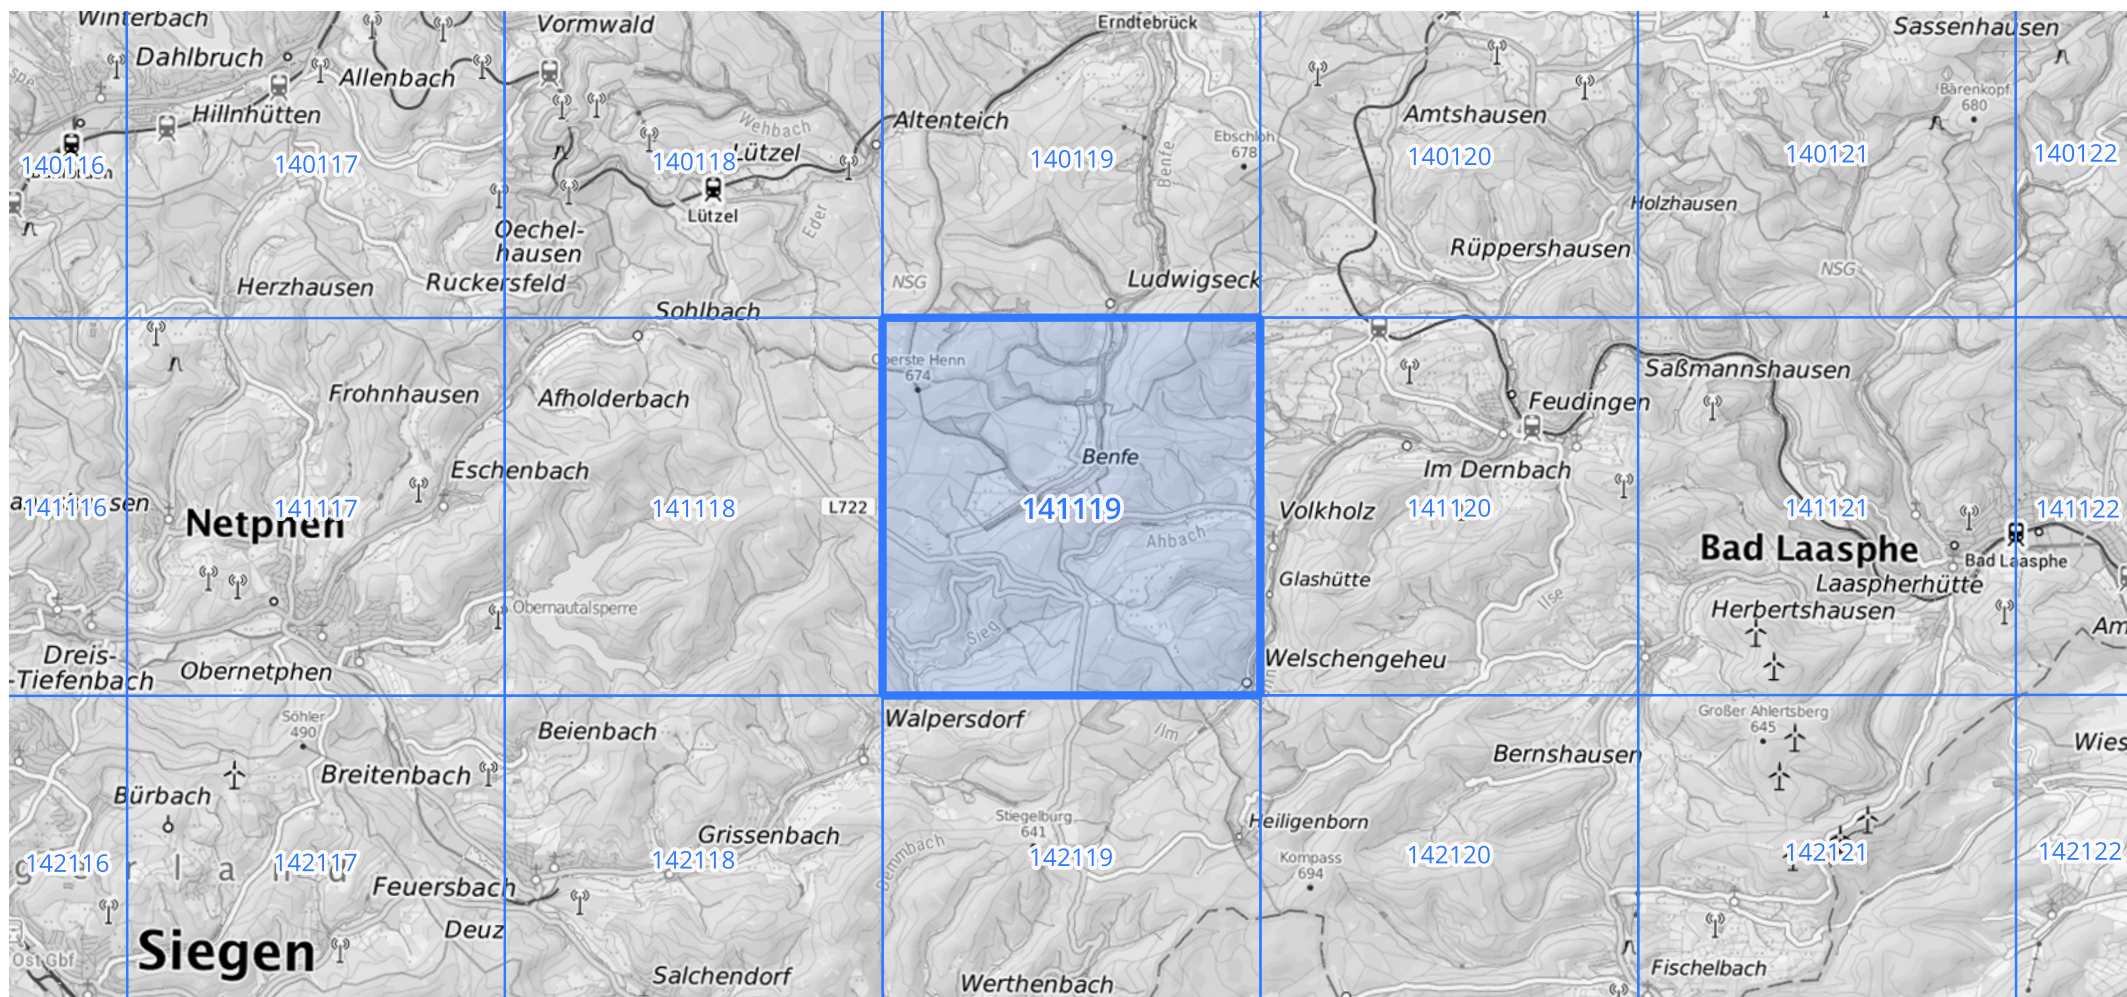 Winterbach
Vormwald
Erndtebrück
Sassenhausen
Dahlbruch
Allenbach
Hillnhütten
Altenteich
Amtshausen
Bärenkopf
680
Wehbach
Lützel
Benfe
Ebschloh
678
140116
140117
140118
140119
140120
140121
140122
Lützel
Eder
Holzhausen
Oechel-
hausen
Rüppershausen
Herzhausen
Ruckersfeld
NSG
Ludwigseck
NSG
Sohlbach
Oberste Henn
674
Saßmannshausen
Frohnhausen
Afholderbach
Feudingen
Eschenbach
Benfe
Im Dernbach
141116
Netphen
141117
141118
L722
141119
Volkholz
141120
141121
141122
Ahbach
Bad Laasphe
Bad Laasphe
Glashütte
Laaspherhütte
Obernautalsperre
Ilse
Herbertshausen
Sieg
Dreis-
-Tiefenbach
Obernetphen
Welschengeheu
Söhler
490
Beienbach
Walpersdorf
Ilm
Großer Ahlertsberg
645
Bernshausen
Wies
Breitenbach
Bürbach
Grissenbach
Stiegelburg
641
Heiligenborn
142116
142117
142118
142119
Kompass
694
142120
142121
142122
Feuersbach
Deuz
Siegen
Ost Gbf
Salchendorf
Werthenbach
Fischelbach